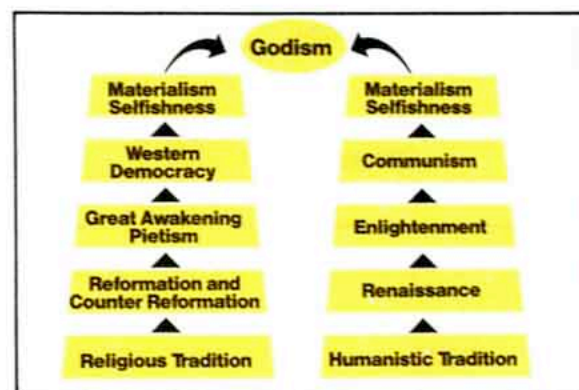 Godism
Materialism
Selfishness
Western
Democracy
Great Awakening
Pietism
Reformation and
Counter Reformation
Religious Tradition
Materialism
Selfishness
Communism
Enlightenment
Renaissance
Humanistic Tradition